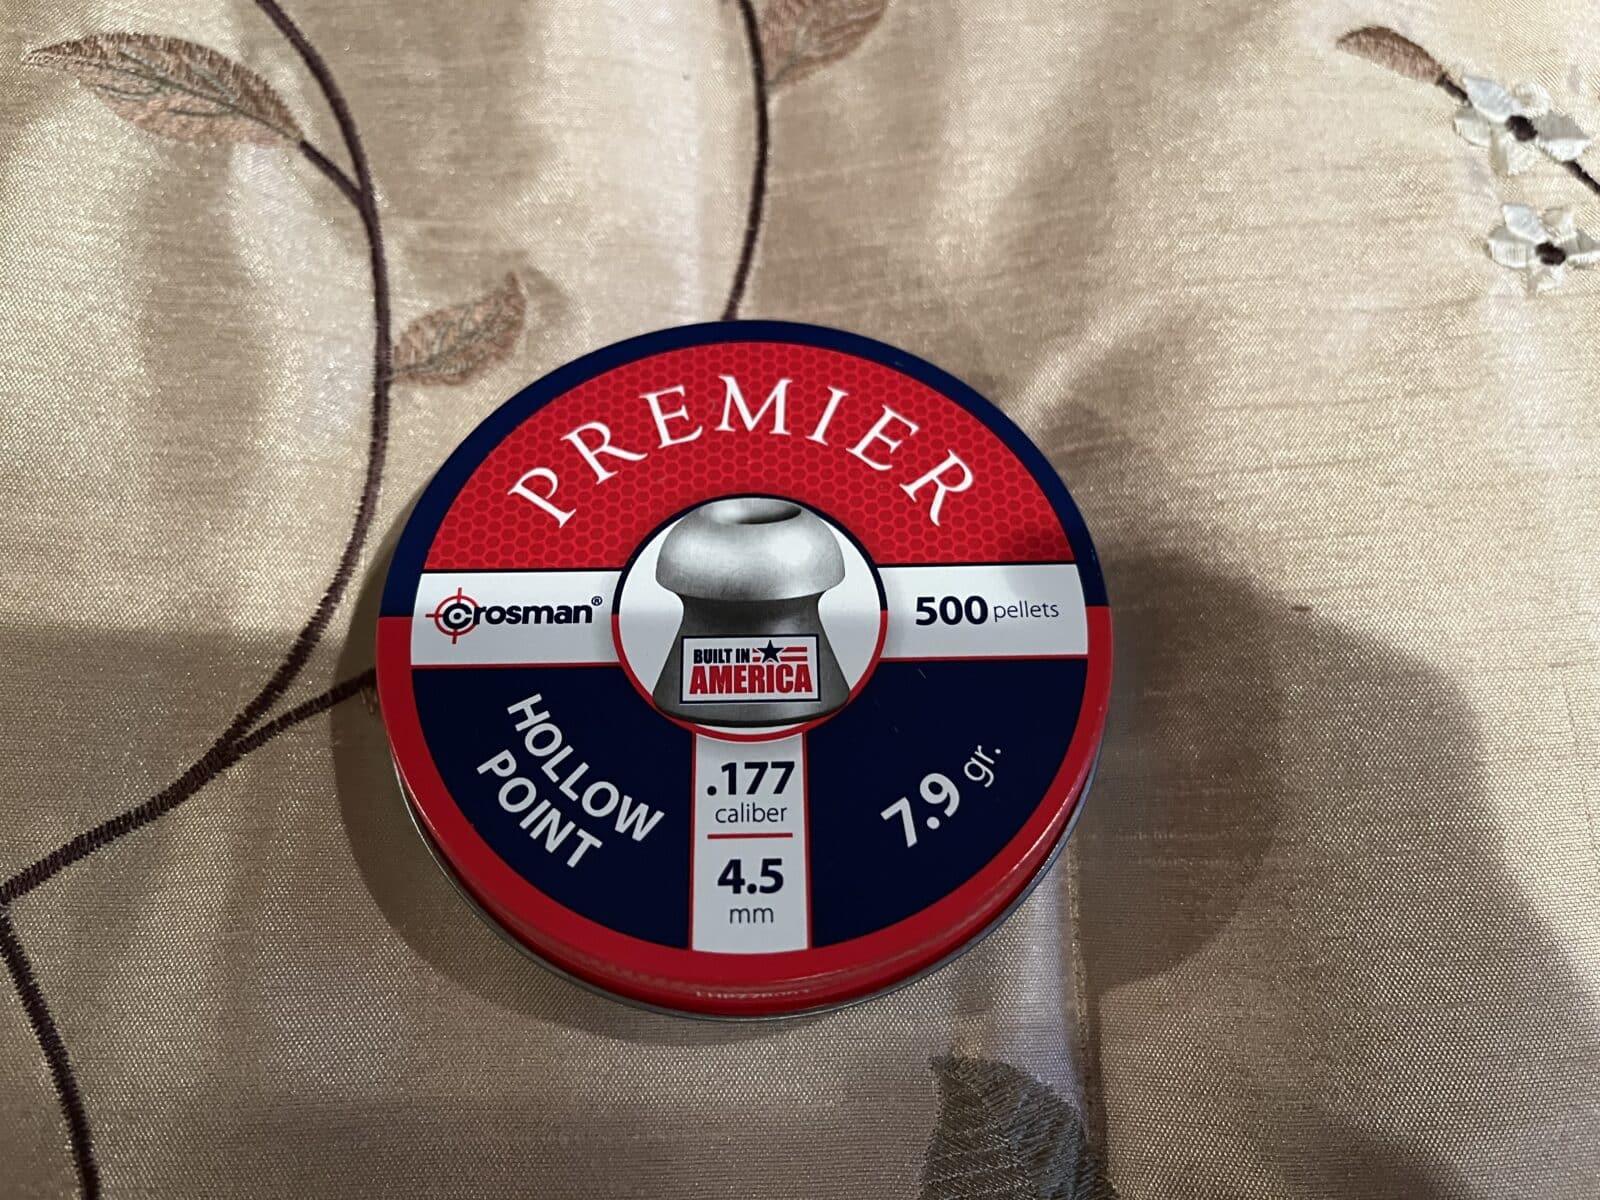 PREMIER
Crosman®
500 pellets
BUILT IN
AMERICA
HOLLOW
POINT
.177
caliber
4.5
mm
7.9 gr.